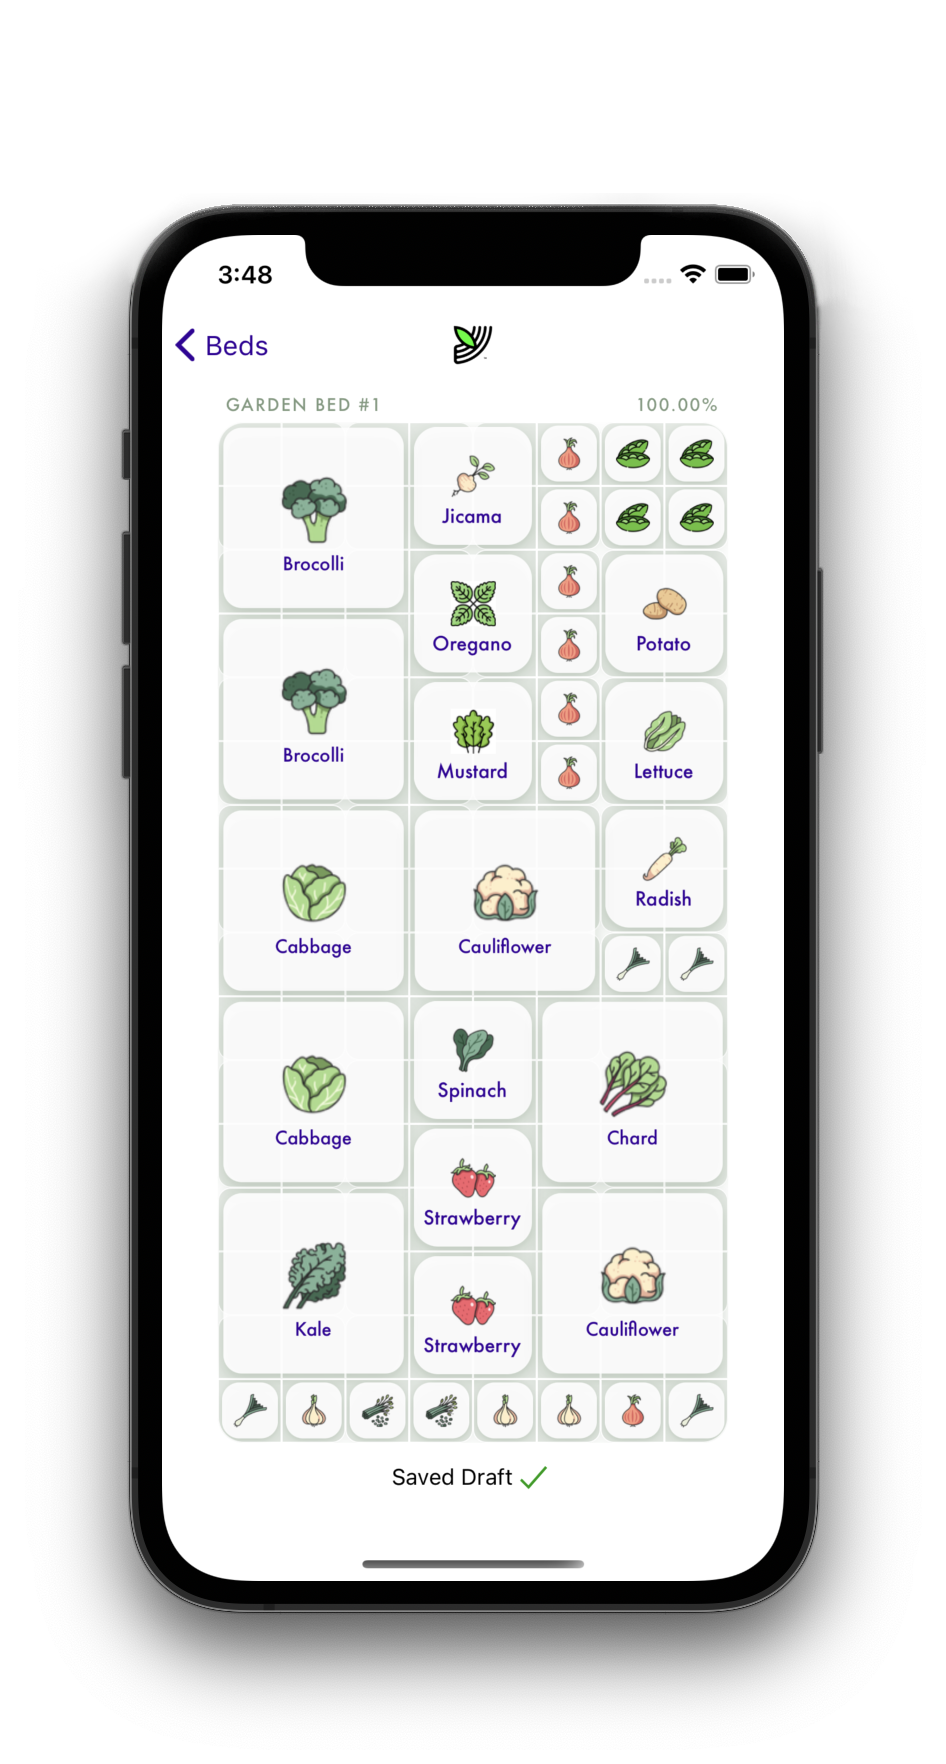 3:48
Beds
GARDEN BED #1 100.00%
Brocolli
Jicama
Oregano
Potato
Brocolli
Mustard
Lettuce
Cabbage
Cauliflower
Radish
Cabbage
Spinach
Chard
Strawberry
Kale
Strawberry
Cauliflower
Saved Draft